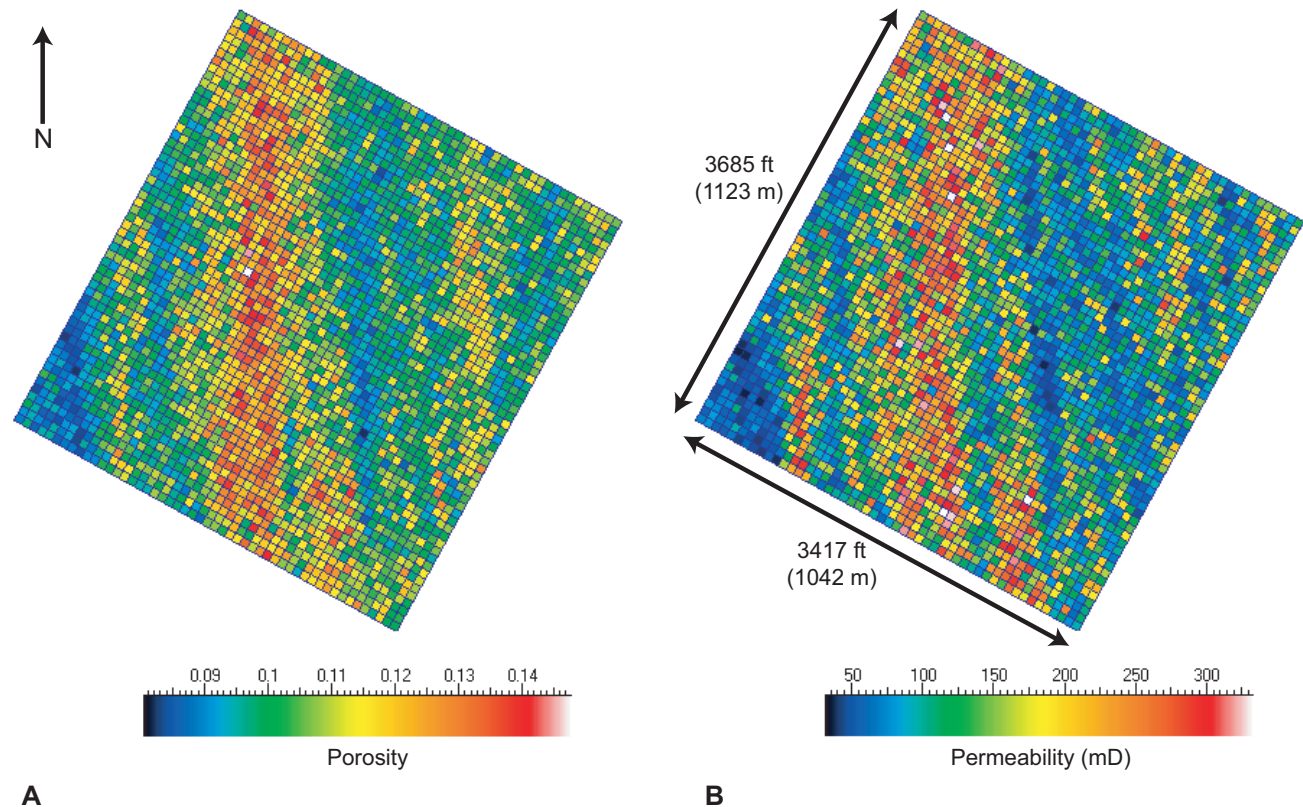 N
3685 ft
(1123 m)
3417 ft
(1042 m)
0.09 0.1 0.11 0.12 0.13 0.14
Porosity
50 100 150 200 250 300
Permeability (mD)
A
B